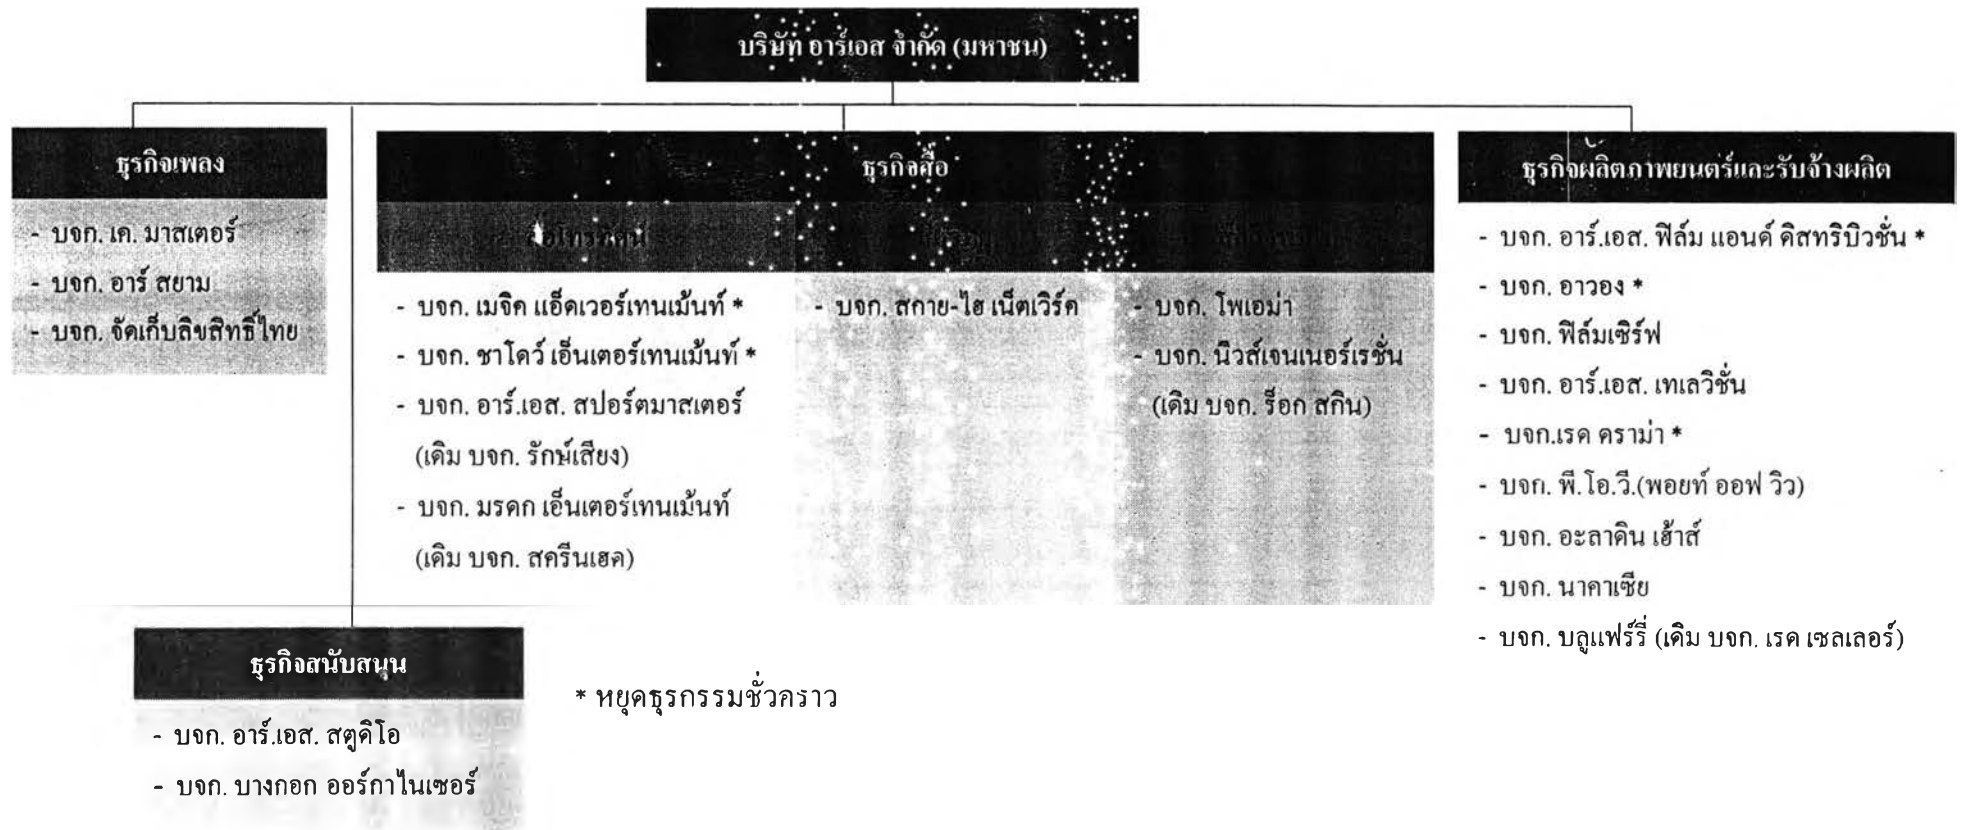 บริษัท อาร์เอส จำกัด (มหาชน)
ธุรกิจเพลง
- บจก. เค. มาสเตอร์
- บจก. อาร์ สยาม
- บจก. จัดเก็บลิขสิทธิ์ไทย
ธุรกิจสื่อ
สื่อโทรทัศน์
- บจก. เมจิค แอ็ดเวอร์เทนเม้นท์ *
- บจก. ชาโดว์ เอ็นเตอร์เทนเม้นท์ *
- บจก. อาร์.เอส. สปอร์ตมาสเตอร์
(เดิม บจก. รักษ์เสียง)
- บจก. มรดก เอ็นเตอร์เทนเม้นท์
(เดิม บจก. สครีนเฮด)
- บจก. สกาย-ไฮ เน็ตเวิร์ค
- บจก. โพเอม่า
- บจก. นิวส์เจนเนอร์เรชั่น
(เดิม บจก. ร็อก สกิน)
ธุรกิจผลิตภาพยนตร์และรับจ้างผลิต
- บจก. อาร์.เอส. ฟิล์ม แอนด์ ดิสทริบิวชั่น *
- บจก. อาวอง *
- บจก. ฟิล์มเซิร์ฟ
- บจก. อาร์.เอส. เทเลวิชั่น
- บจก.เรด ดราม่า *
- บจก. พี.โอ.วี.(พอยท์ ออฟ วิว)
- บจก. อะลาดิน เฮ้าส์
- บจก. นาคาเซีย
- บจก. บลูแฟร์รี่ (เดิม บจก. เรด เซลเลอร์)
ธุรกิจสนับสนุน
- บจก. อาร์.เอส. สตูดิโอ
- บจก. บางกอก ออร์กาไนเซอร์
* หยุดธุรกรรมชั่วคราว